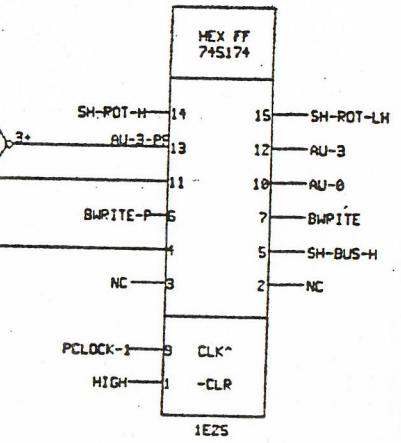 HEX FF
74S174
SH-ROT-H 14 15 SH-ROT-LH
3+ AU-3-PS 13 12 AU-3
11 10 AU-0
BWRITE-P 6 7 BWRITE
4 5 SH-BUS-H
NC 3 2 NC
PCLOCK-1 9 CLK^
HIGH 1 -CLR
1E25